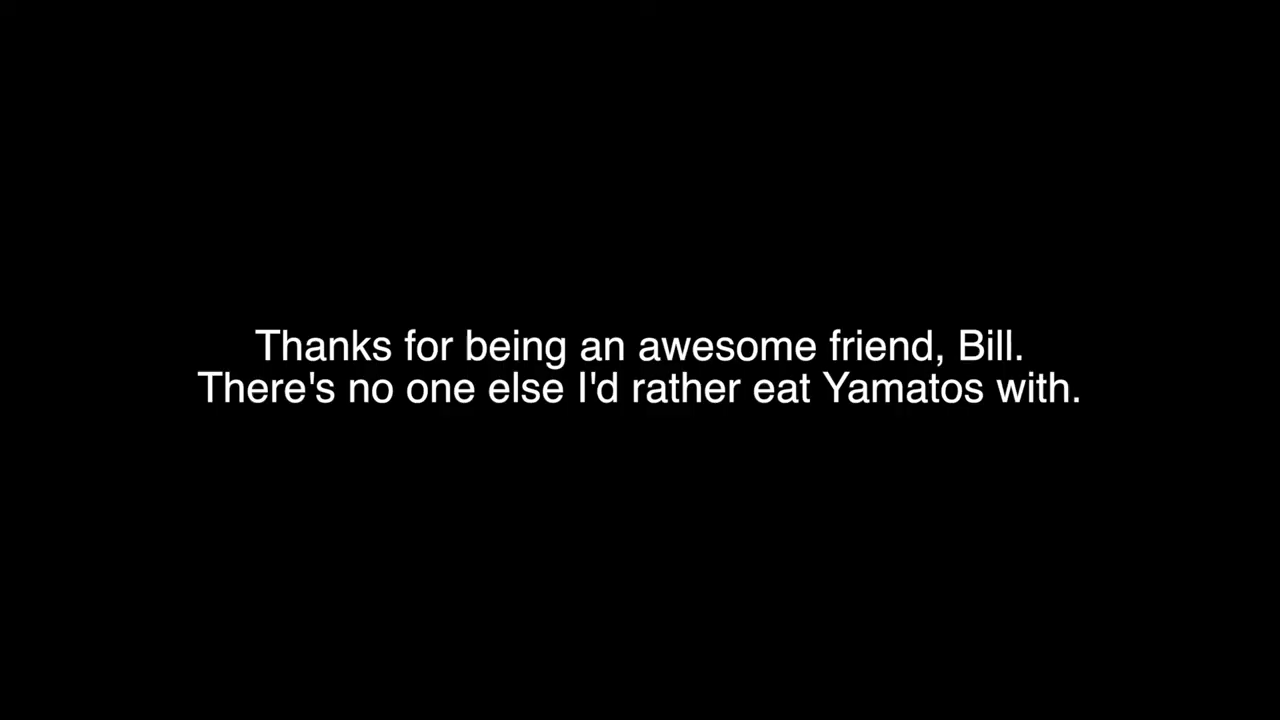 Thanks for being an awesome friend, Bill.
There's no one else I'd rather eat Yamatos with.